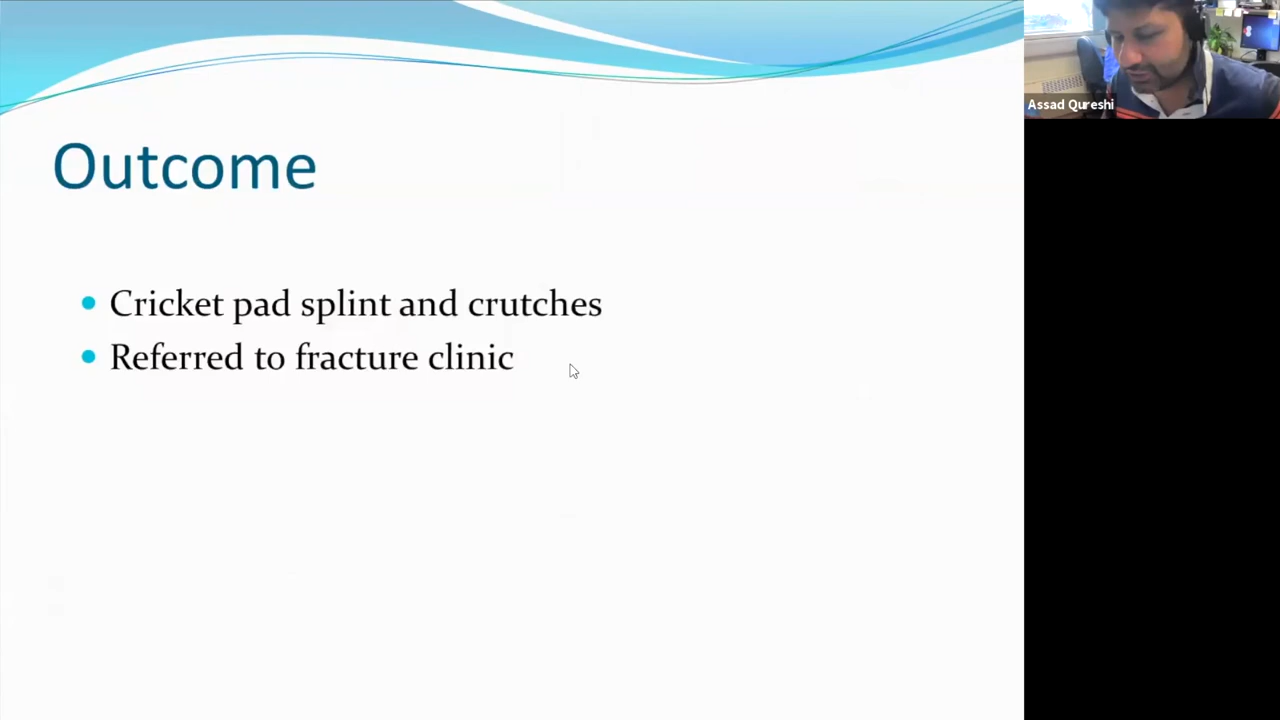 Outcome
Cricket pad splint and crutches
Referred to fracture clinic
Assad Qureshi